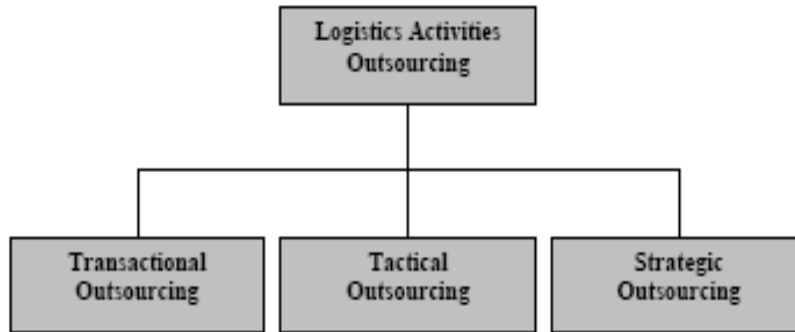 Logistics Activities
Outsourcing
Transactional
Outsourcing
Tactical
Outsourcing
Strategic
Outsourcing